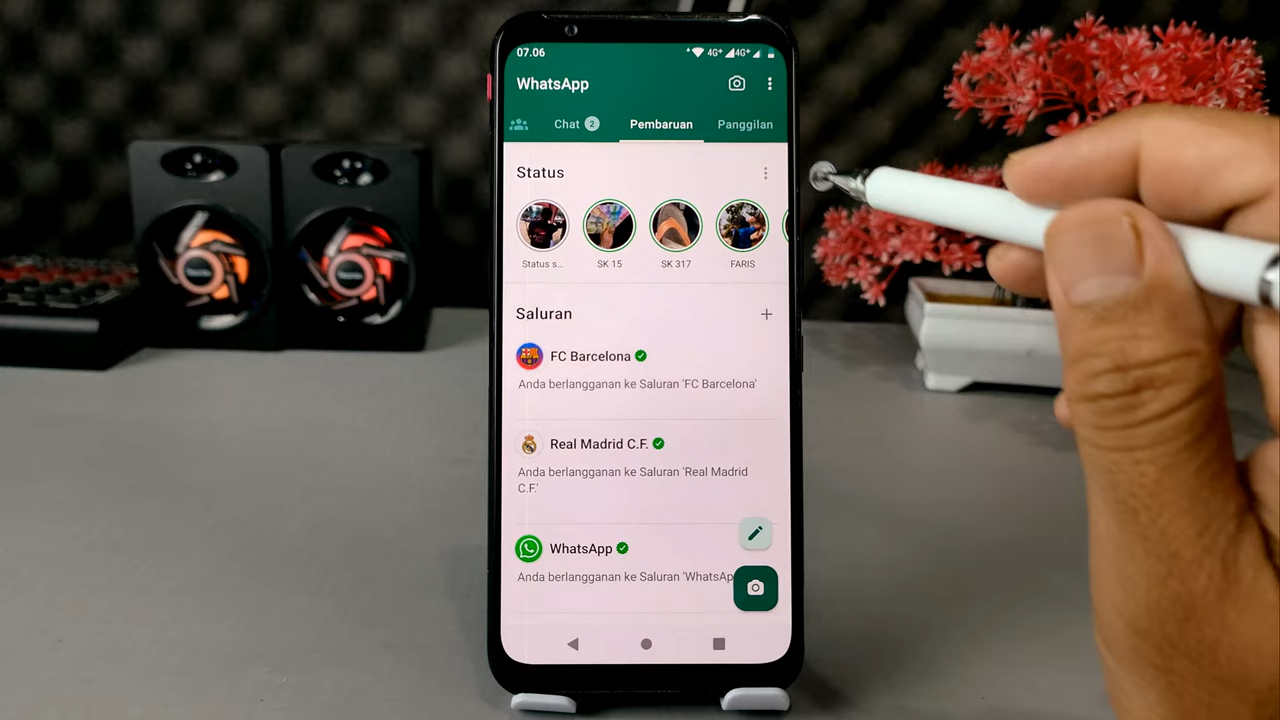 07.06
4G+ 4G+
WhatsApp
Chat 2
Pembaruan
Panggilan
Status
Status s...
SK 15
SK 317
FARIS
Saluran
FC Barcelona
Anda berlangganan ke Saluran 'FC Barcelona'
Real Madrid C.F.
Anda berlangganan ke Saluran 'Real Madrid
C.F.'
WhatsApp
Anda berlangganan ke Saluran 'WhatsAp